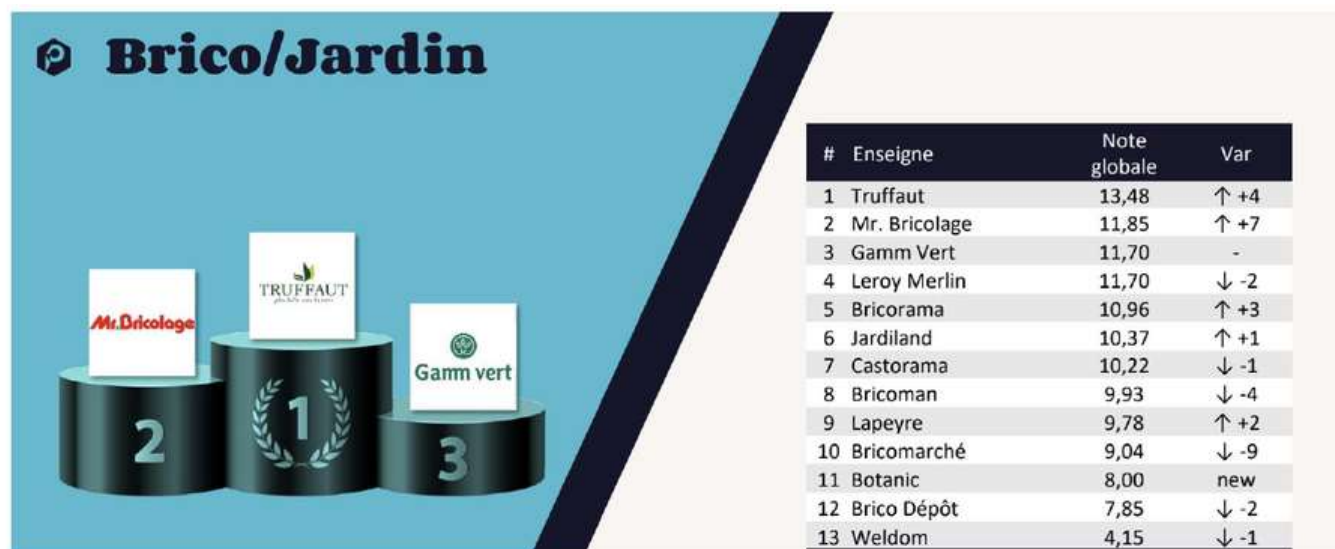 Brico/Jardin
Mr.Bricolage
TRUFFAUT
Gamm vert
2
1
3
# Enseigne Note globale Var
1 Truffaut 13,48 ↑ +4
2 Mr. Bricolage 11,85 ↑ +7
3 Gamm Vert 11,70 -
4 Leroy Merlin 11,70 ↓ -2
5 Bricorama 10,96 ↑ +3
6 Jardiland 10,37 ↑ +1
7 Castorama 10,22 ↓ -1
8 Bricoman 9,93 ↓ -4
9 Lapeyre 9,78 ↑ +2
10 Bricomarché 9,04 ↓ -9
11 Botanic 8,00 new
12 Brico Dépôt 7,85 ↓ -2
13 Weldom 4,15 ↓ -1